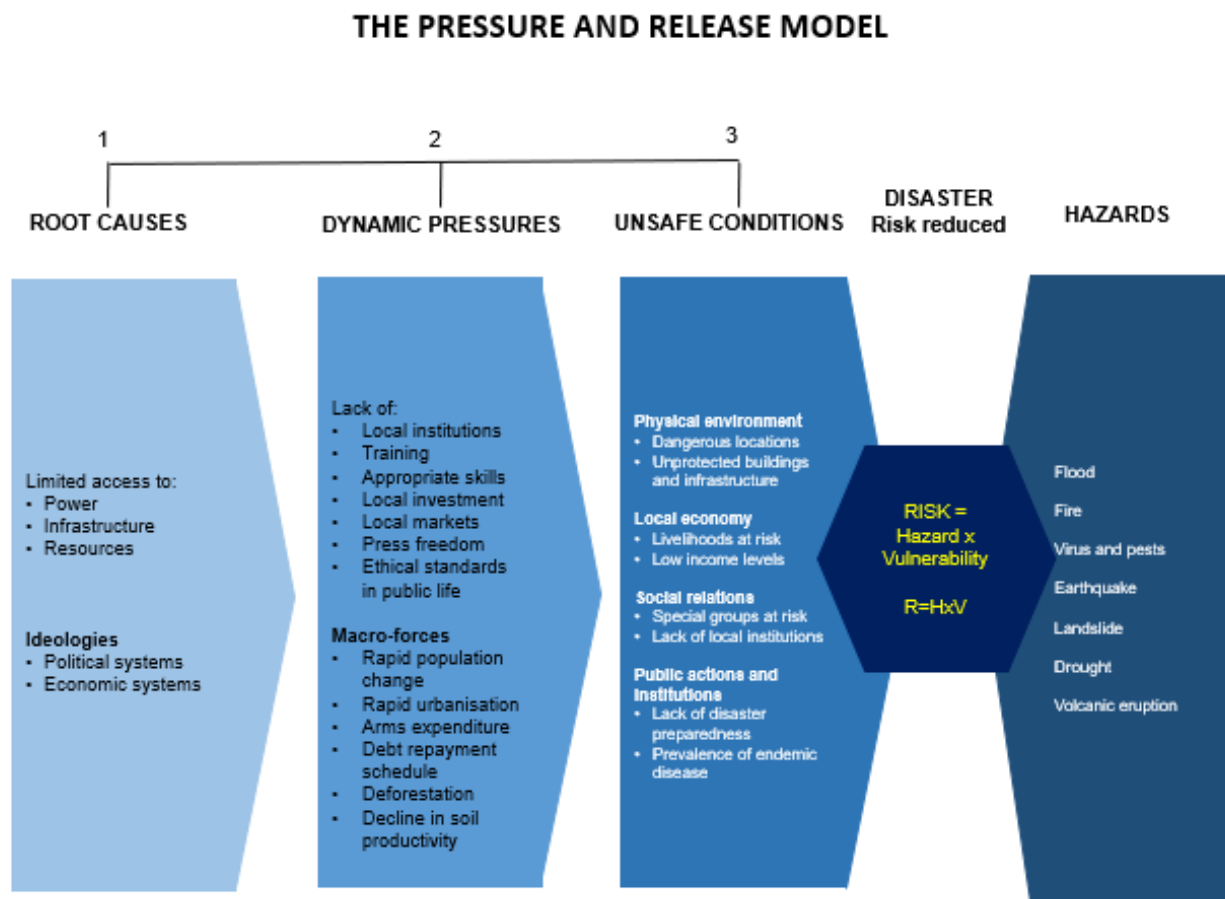 THE PRESSURE AND RELEASE MODEL
1
2
3
ROOT CAUSES
DYNAMIC PRESSURES
UNSAFE CONDITIONS
DISASTER
Risk reduced
HAZARDS
Limited access to:
▪ Power
▪ Infrastructure
▪ Resources
Ideologies
▪ Political systems
▪ Economic systems
Lack of:
• Local institutions
• Training
• Appropriate skills
• Local investment
• Local markets
• Press freedom
• Ethical standards
in public life
Macro-forces
▪ Rapid population
change
▪ Rapid urbanisation
▪ Arms expenditure
▪ Debt repayment
schedule
▪ Deforestation
▪ Decline in soil
productivity
Physical environment
• Dangerous locations
• Unprotected buildings
and infrastructure
Local economy
• Livelihoods at risk
• Low income levels
Social relations
• Special groups at risk
• Lack of local institutions
Public actions and
institutions
• Lack of disaster
preparedness
• Prevalence of endemic
disease
RISK =
Hazard x
Vulnerability
R=HxV
Flood
Fire
Virus and pests
Earthquake
Landslide
Drought
Volcanic eruption